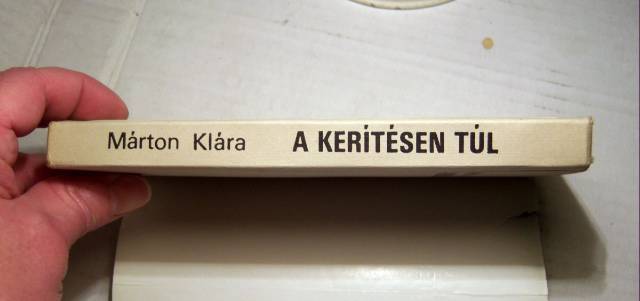 Márton Klára A KERÍTÉSEN TÚL